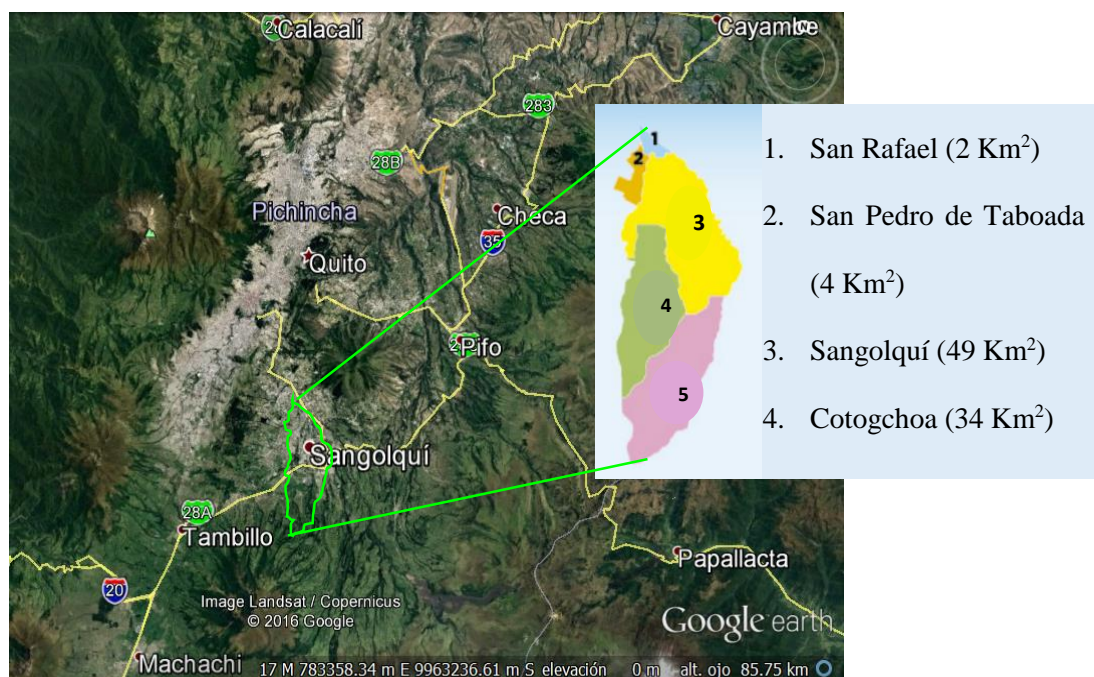 28
Calacalí
Cayambe
N
283
28B
Checa
Pichincha
35
Quito
Pifo
Sangolquí
28A
Tambillo
Papallacta
20
Image Landsat / Copernicus
© 2016 Google
Google earth
Machachi
17 M 783358.34 m E 9963236.61 m S elevación 0 m alt. ojo 85.75 km
1
2
3
4
5
1. San Rafael (2 Km²)
2. San Pedro de Taboada
(4 Km²)
3. Sangolquí (49 Km²)
4. Cotogchoa (34 Km²)